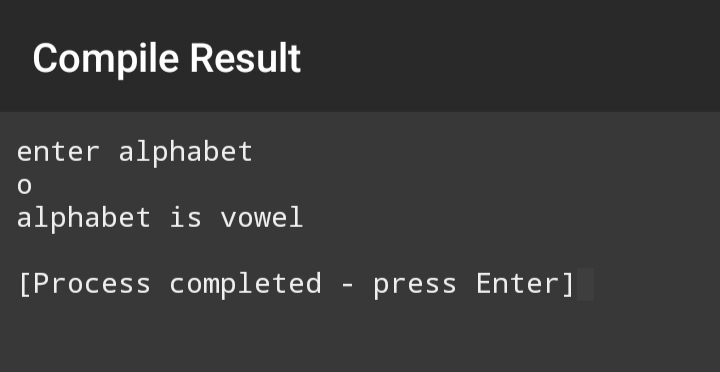 Compile Result
enter alphabet
o
alphabet is vowel
[Process completed - press Enter]